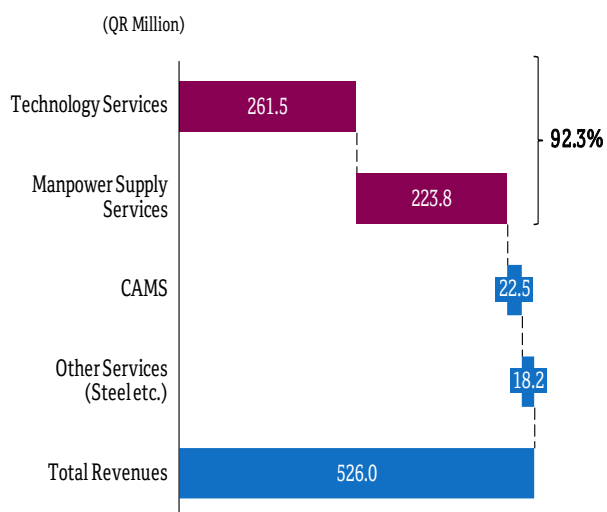 (QR Million)
Technology Services
261.5
92.3%
Manpower Supply
Services
223.8
CAMS
22.5
Other Services
(Steel etc.)
18.2
Total Revenues
526.0